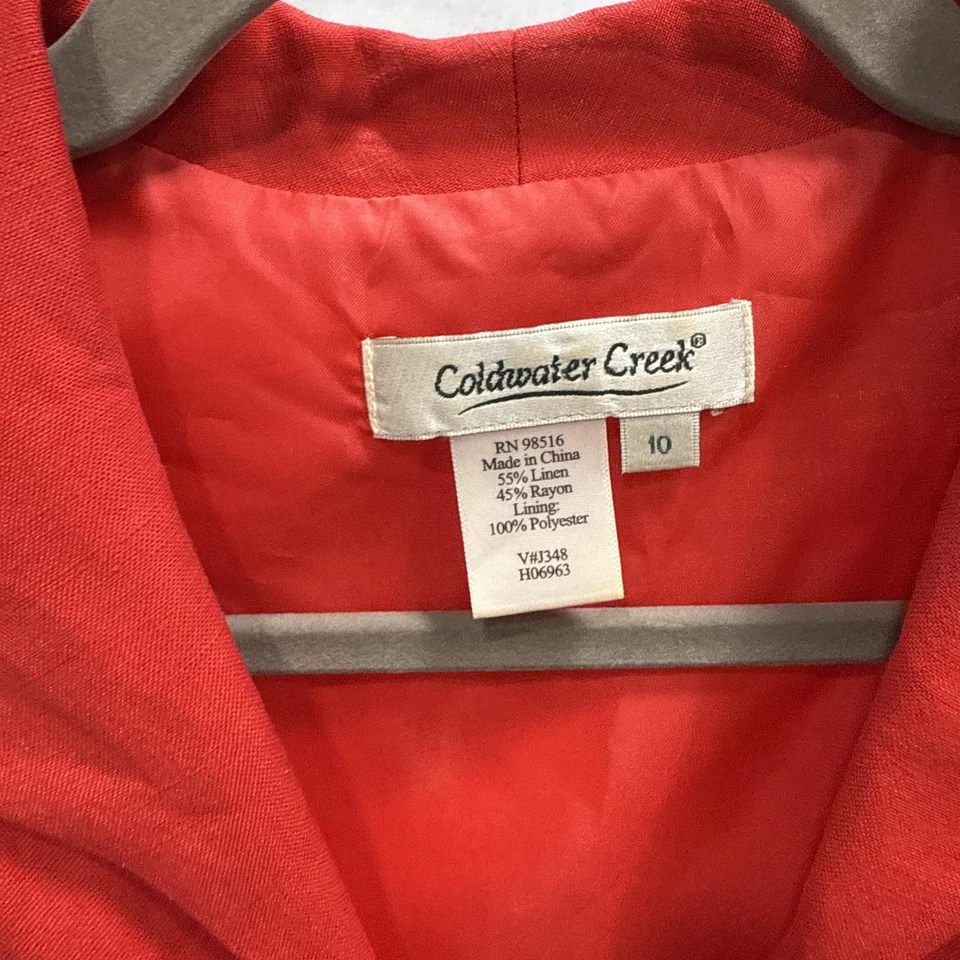 Coldwater Creek®
10
RN 98516
Made in China
55% Linen
45% Rayon
Lining:
100% Polyester
V#J348
H06963